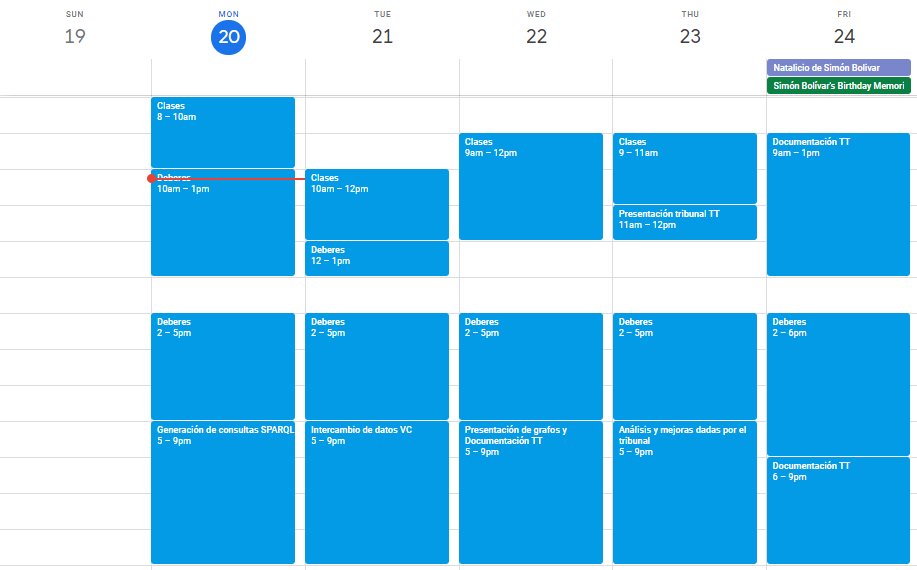 SUN
19
MON
20
TUE
21
WED
22
THU
23
FRI
24
Natalicio de Simón Bolivar
Simón Bolívar's Birthday Memori
Clases
8 – 10am
Deberes
10am – 1pm
Deberes
2 – 5pm
Generación de consultas SPARQL
5 – 9pm
Clases
10am – 12pm
Deberes
12 – 1pm
Deberes
2 – 5pm
Intercambio de datos VC
5 – 9pm
Clases
9am – 12pm
Deberes
2 – 5pm
Presentación de grafos y
Documentación TT
5 – 9pm
Clases
9 – 11am
Presentación tribunal TT
11am – 12pm
Deberes
2 – 5pm
Análisis y mejoras dadas por el
tribunal
5 – 9pm
Documentación TT
9am – 1pm
Deberes
2 – 6pm
Documentación TT
6 – 9pm